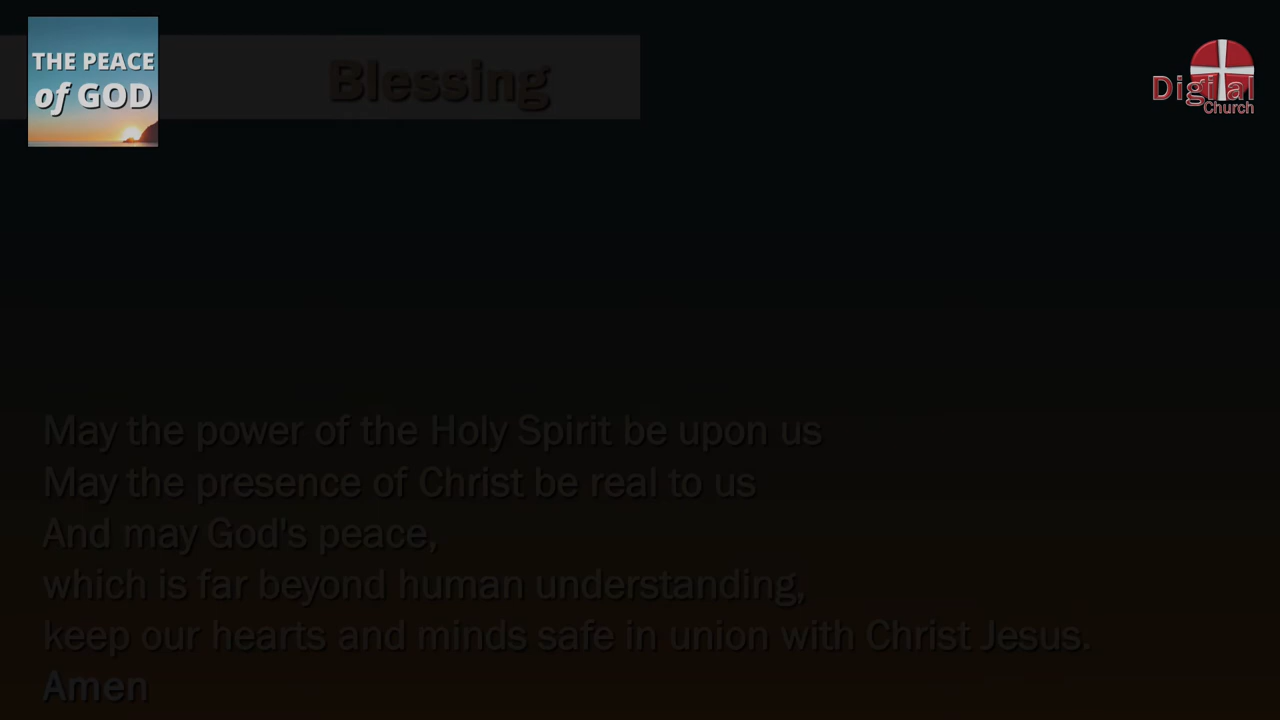 THE PEACE
of GOD
Blessing
Digital
Church
May the power of the Holy Spirit be upon us
May the presence of Christ be real to us
And may God's peace,
which is far beyond human understanding,
keep our hearts and minds safe in union with Christ Jesus.
Amen